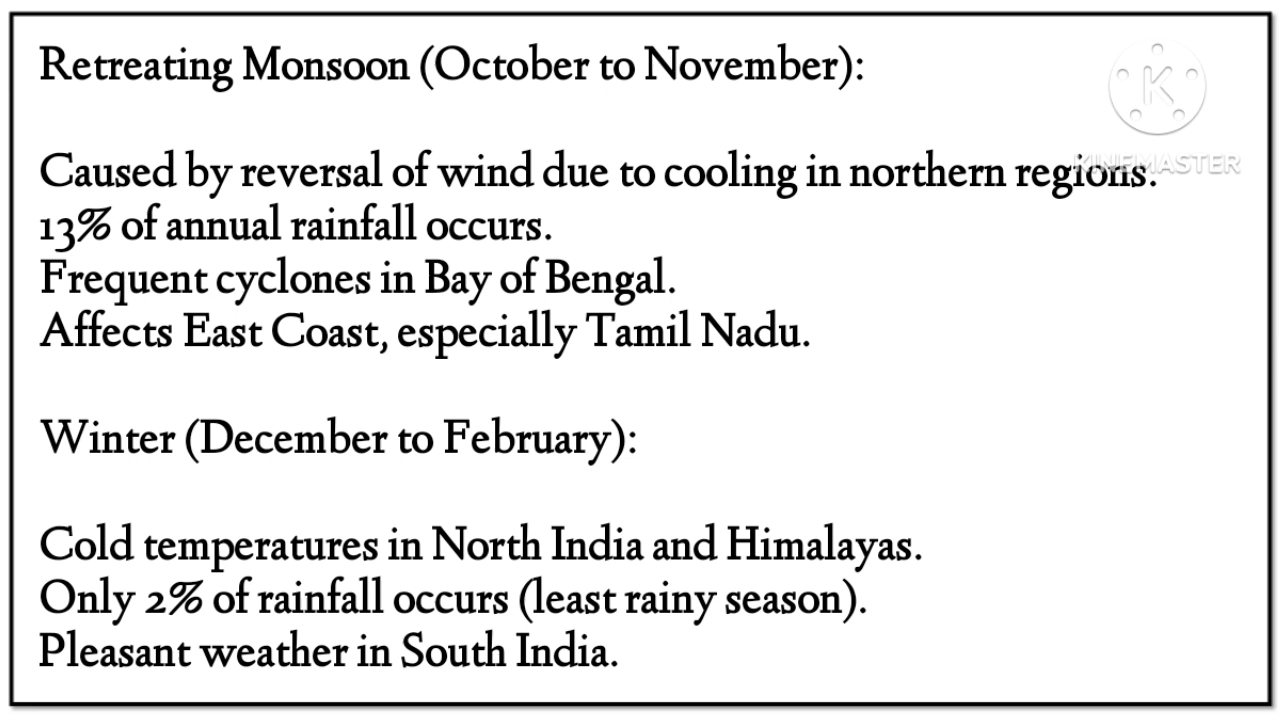 Retreating Monsoon (October to November):
Caused by reversal of wind due to cooling in northern regions.
13% of annual rainfall occurs.
Frequent cyclones in Bay of Bengal.
Affects East Coast, especially Tamil Nadu.
Winter (December to February):
Cold temperatures in North India and Himalayas.
Only 2% of rainfall occurs (least rainy season).
Pleasant weather in South India.
K
KINEMASTER